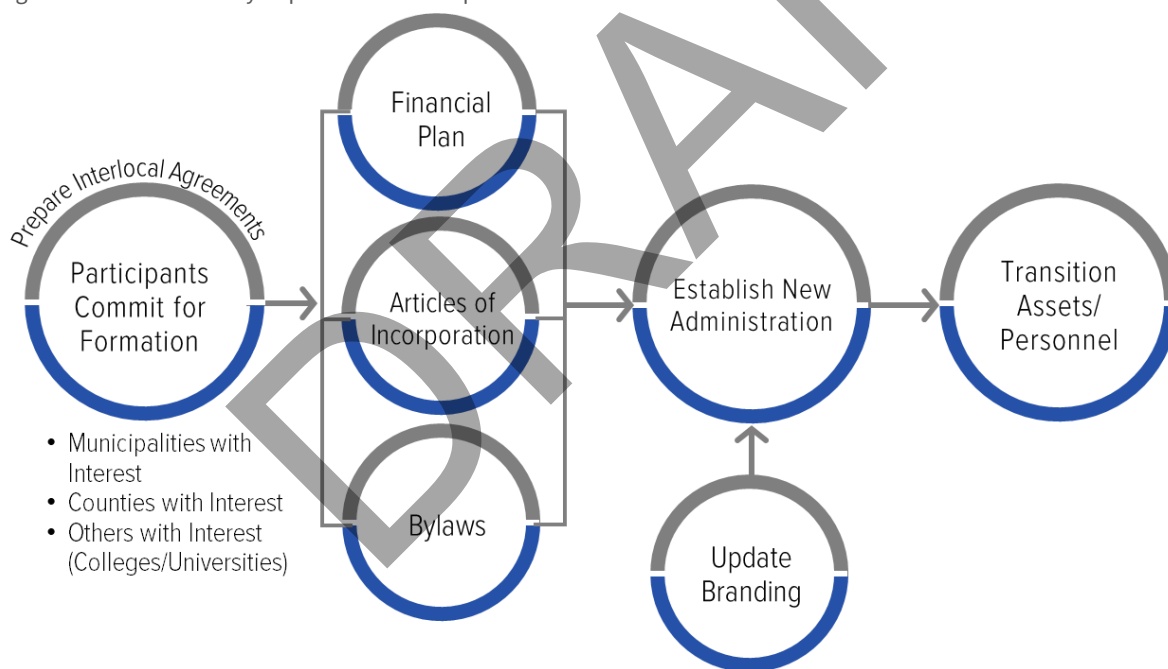 Financial
Plan
Prepare Interlocal Agreements
Participants
Commit for
Formation
Articles of
Incorporation
Establish New
Administration
Transition
Assets/
Personnel
• Municipalities with
Interest
• Counties with Interest
• Others with Interest
(Colleges/Universities)
Bylaws
Update
Branding
DRA